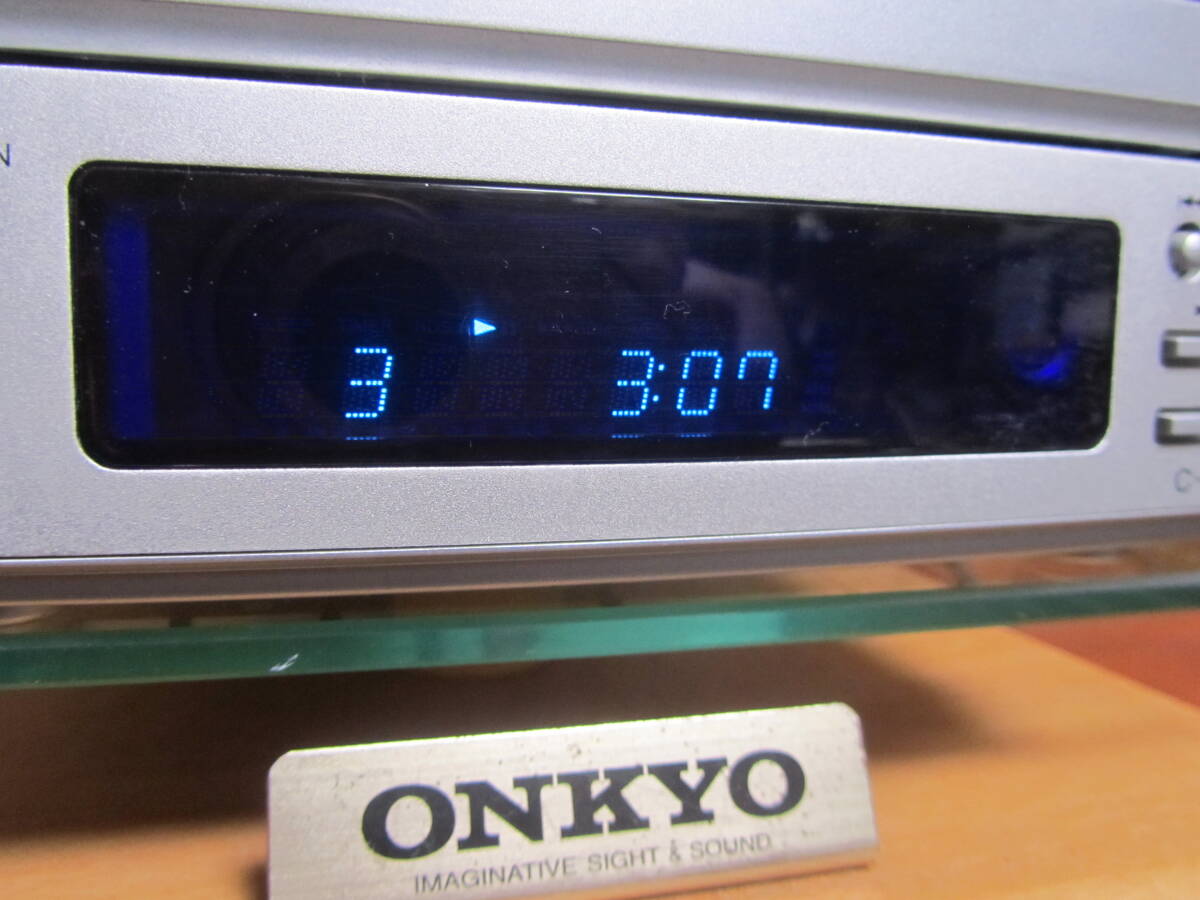 N
3 3:07
ONKYO
IMAGINATIVE SIGHT & SOUND